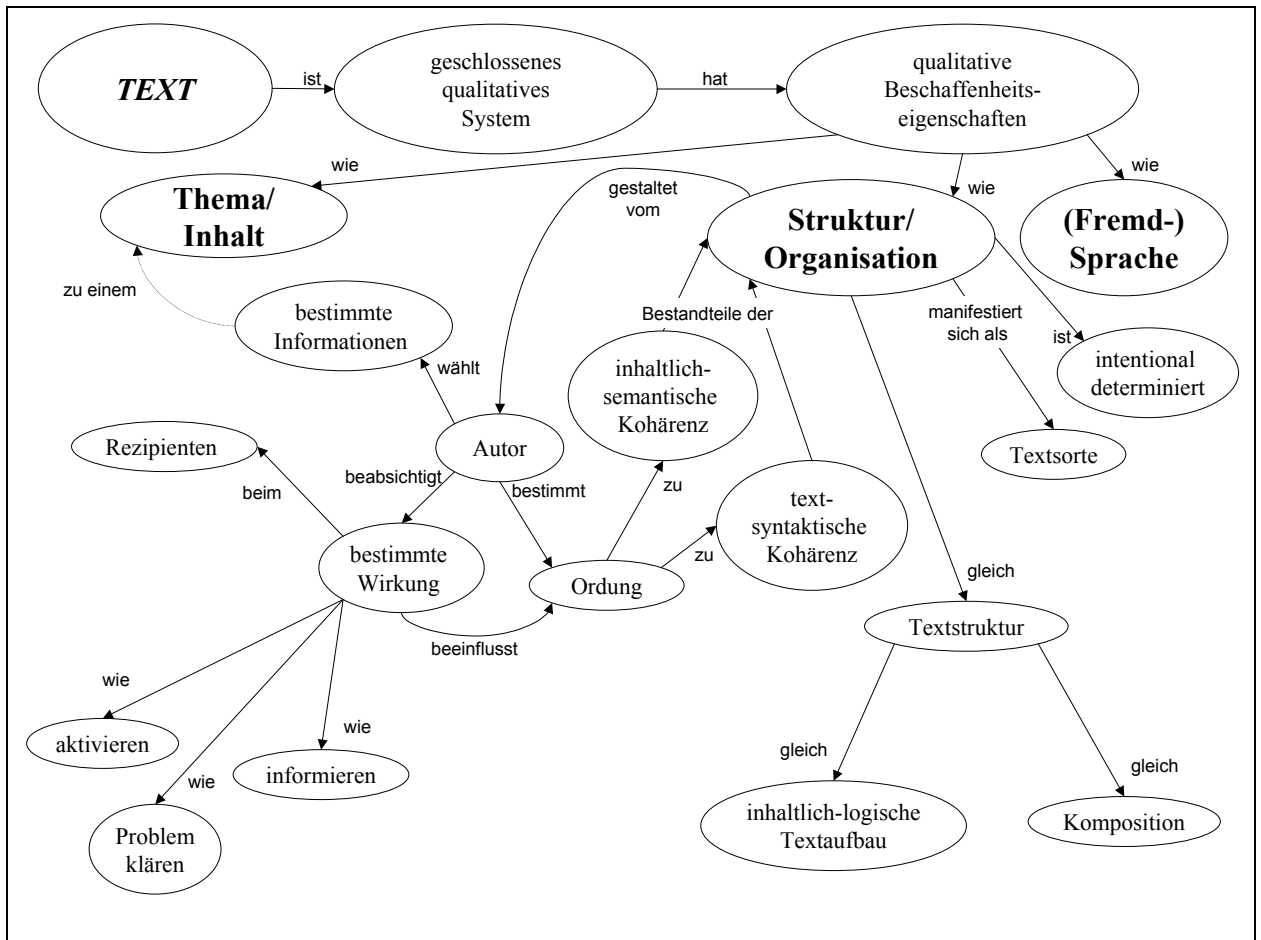 TEXT
ist
geschlossenes
qualitatives
System
hat
qualitative
Beschaffenheits-
eigenschaften
wie
wie
wie
Thema/
Inhalt
gestaltet
vom
Struktur/
Organisation
(Fremd-)
Sprache
zu einem
bestimmte
Informationen
wählt
Bestandteile der
manifestiert
sich als
ist
inhaltlich-
semantische
Kohärenz
intentional
determiniert
Rezipienten
beim
Autor
beabsichtigt
bestimmt
zu
Textsorte
text-
syntaktische
Kohärenz
bestimmte
Wirkung
Ordung
zu
beeinflusst
gleich
Textstruktur
wie
wie
wie
aktivieren
informieren
Problem
klären
gleich
gleich
inhaltlich-logische
Textaufbau
Komposition